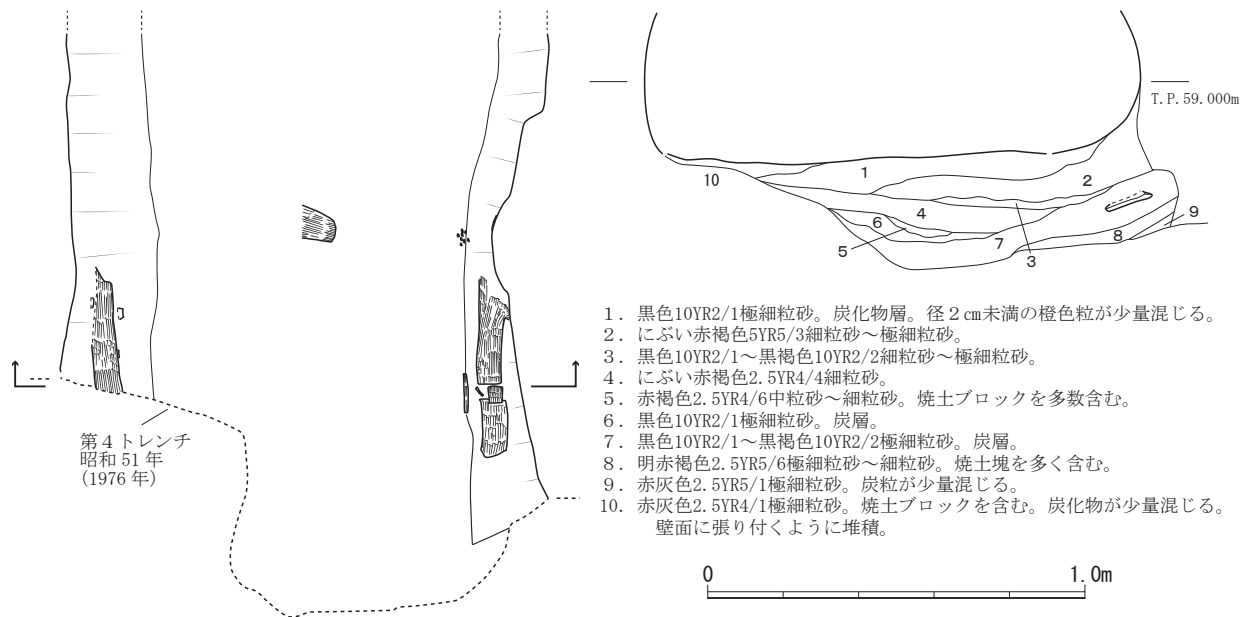 T.P.59.000m
1
2
10
4
6
9
5
7
8
3
第４トレンチ
昭和 51 年
(1976 年)
１．黒色10YR2/1極細粒砂。炭化物層。径２㎝未満の橙色粒が少量混じる。
２．にぶい赤褐色5YR5/3細粒砂～極細粒砂。
３．黒色10YR2/1～黒褐色10YR2/2細粒砂～極細粒砂。
４．にぶい赤褐色2.5YR4/4細粒砂。
５．赤褐色2.5YR4/6中粒砂～細粒砂。焼土ブロックを多数含む。
６．黒色10YR2/1極細粒砂。炭層。
７．黒色10YR2/1～黒褐色10YR2/2極細粒砂。炭層。
８．明赤褐色2.5YR5/6極細粒砂～細粒砂。焼土塊を多く含む。
９．赤灰色2.5YR5/1極細粒砂。炭粒が少量混じる。
10．赤灰色2.5YR4/1極細粒砂。焼土ブロックを含む。炭化物が少量混じる。
壁面に張り付くように堆積。
0 1.0m